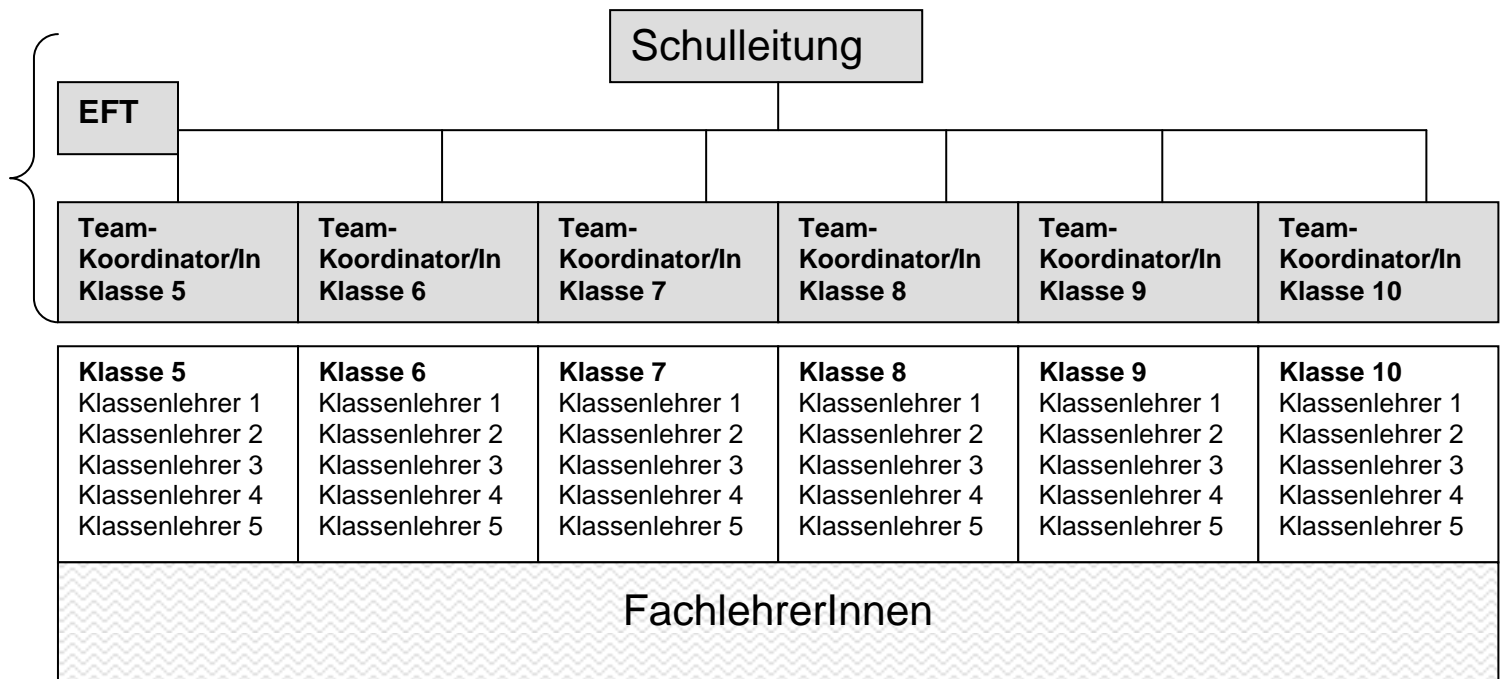 Schulleitung
EFT
Team-
Koordinator/In
Klasse 5
Team-
Koordinator/In
Klasse 6
Team-
Koordinator/In
Klasse 7
Team-
Koordinator/In
Klasse 8
Team-
Koordinator/In
Klasse 9
Team-
Koordinator/In
Klasse 10
Klasse 5
Klassenlehrer 1
Klassenlehrer 2
Klassenlehrer 3
Klassenlehrer 4
Klassenlehrer 5
Klasse 6
Klassenlehrer 1
Klassenlehrer 2
Klassenlehrer 3
Klassenlehrer 4
Klassenlehrer 5
Klasse 7
Klassenlehrer 1
Klassenlehrer 2
Klassenlehrer 3
Klassenlehrer 4
Klassenlehrer 5
Klasse 8
Klassenlehrer 1
Klassenlehrer 2
Klassenlehrer 3
Klassenlehrer 4
Klassenlehrer 5
Klasse 9
Klassenlehrer 1
Klassenlehrer 2
Klassenlehrer 3
Klassenlehrer 4
Klassenlehrer 5
Klasse 10
Klassenlehrer 1
Klassenlehrer 2
Klassenlehrer 3
Klassenlehrer 4
Klassenlehrer 5
FachlehrerInnen